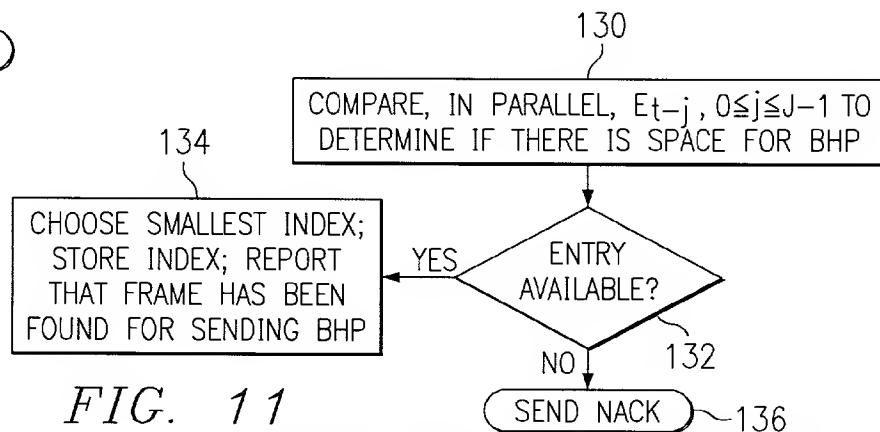 130
COMPARE, IN PARALLEL, Et-j, 0≦j≦J-1 TO
DETERMINE IF THERE IS SPACE FOR BHP
134
CHOOSE SMALLEST INDEX;
STORE INDEX; REPORT
THAT FRAME HAS BEEN
FOUND FOR SENDING BHP
YES
ENTRY
AVAILABLE?
132
NO
SEND NACK
136
FIG. 11